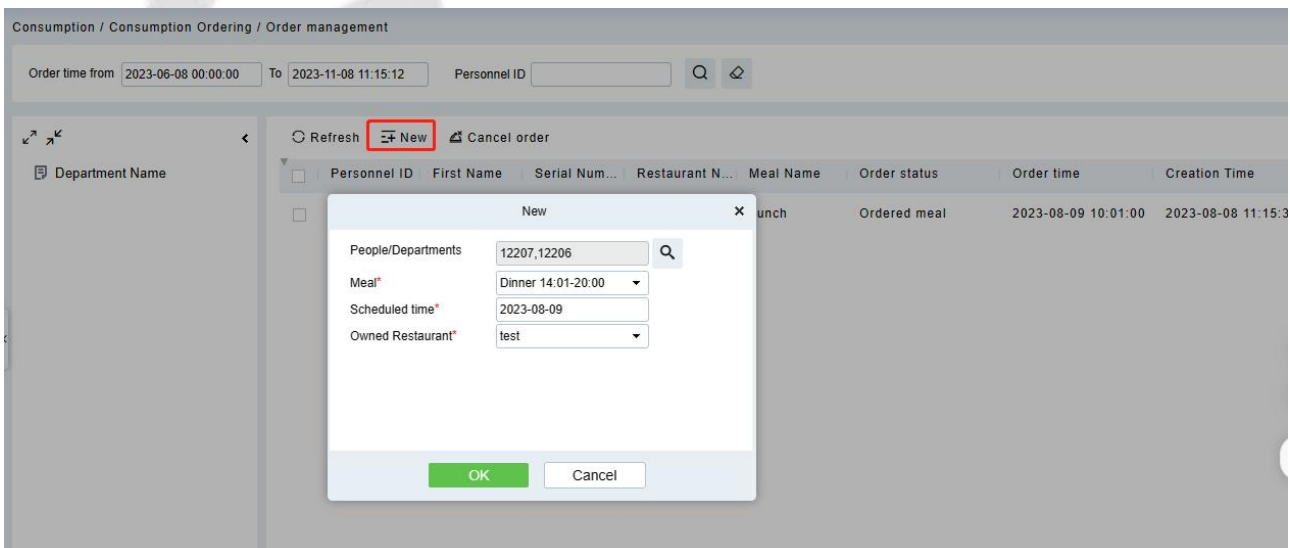 Consumption / Consumption Ordering / Order management
Order time from 2023-06-08 00:00:00 To 2023-11-08 11:15:12 Personnel ID
Refresh New Cancel order
Department Name
Personnel ID First Name Serial Num... Restaurant N... Meal Name Order status Order time Creation Time
unch Ordered meal 2023-08-09 10:01:00 2023-08-08 11:15:3
New
People/Departments 12207,12206
Meal* Dinner 14:01-20:00
Scheduled time* 2023-08-09
Owned Restaurant* test
OK Cancel